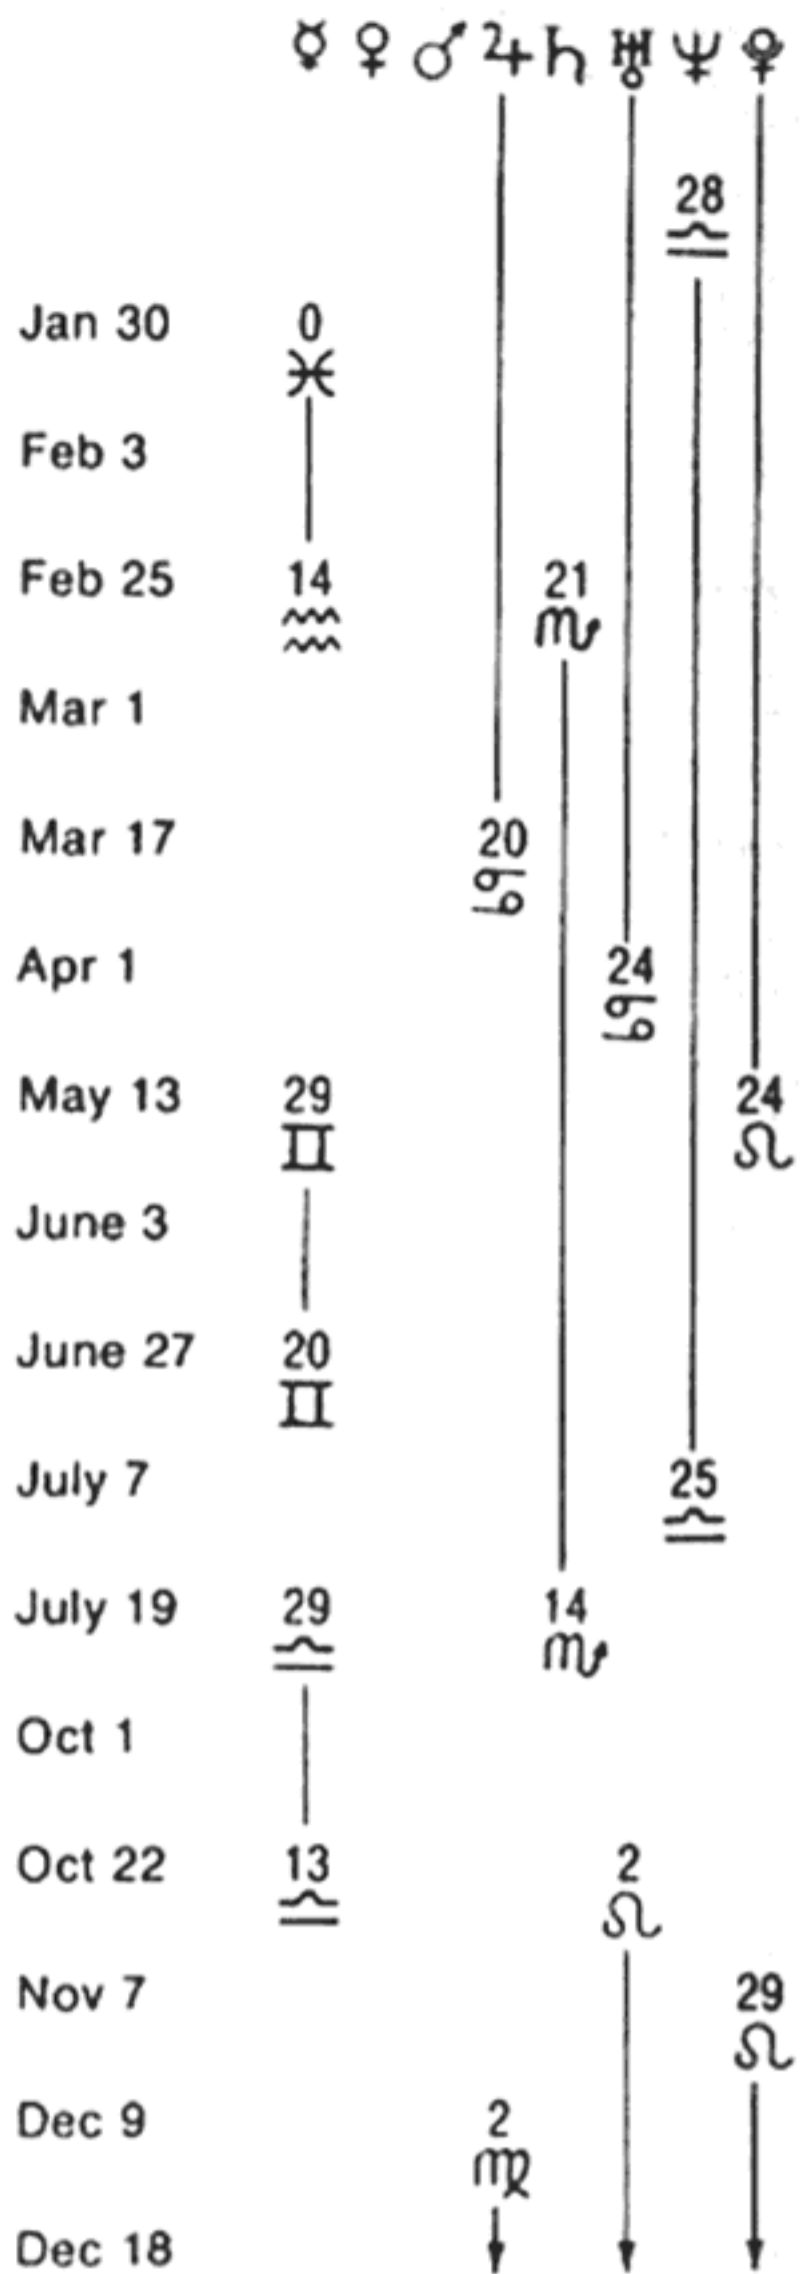 ☿ ♀ ♂ ♃ ♄ ♅ ♆ ♇
28
♎
Jan 30 0
♓
Feb 3
Feb 25 14 21
♒ ♏
Mar 1
Mar 17 20
♋
Apr 1 24
♋
May 13 29 24
♊ ♌
June 3
June 27 20
♊
July 7 25
♎
July 19 29 14
♎ ♏
Oct 1
Oct 22 13 2
♎ ♌
Nov 7 29
♌
Dec 9 2
♍
Dec 18